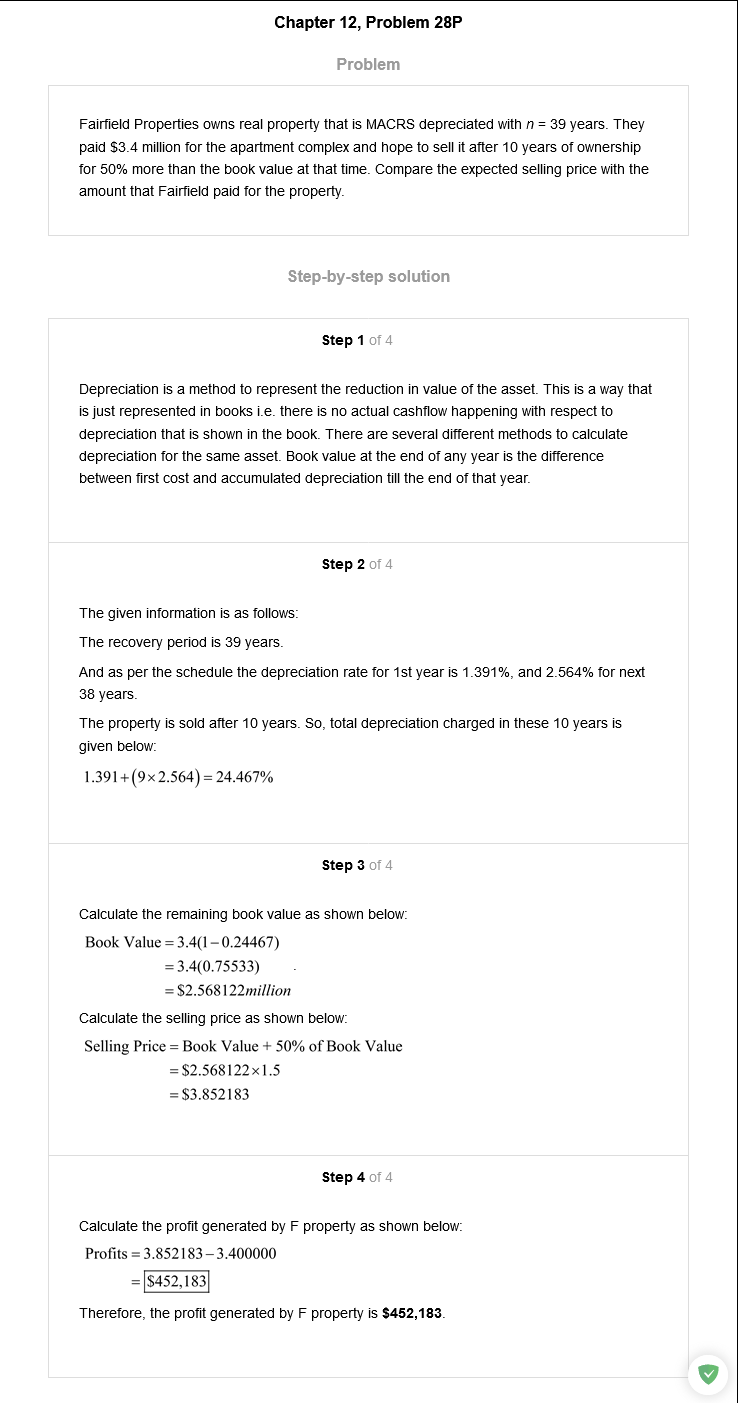 Chapter 12, Problem 28P
Problem
Fairfield Properties owns real property that is MACRS depreciated with n = 39 years. They
paid $3.4 million for the apartment complex and hope to sell it after 10 years of ownership
for 50% more than the book value at that time. Compare the expected selling price with the
amount that Fairfield paid for the property.
Step-by-step solution
Step 1 of 4
Depreciation is a method to represent the reduction in value of the asset. This is a way that
is just represented in books i.e. there is no actual cashflow happening with respect to
depreciation that is shown in the book. There are several different methods to calculate
depreciation for the same asset. Book value at the end of any year is the difference
between first cost and accumulated depreciation till the end of that year.
Step 2 of 4
The given information is as follows:
The recovery period is 39 years.
And as per the schedule the depreciation rate for 1st year is 1.391%, and 2.564% for next
38 years.
The property is sold after 10 years. So, total depreciation charged in these 10 years is
given below:
1.391+(9×2.564)=24.467%
Step 3 of 4
Calculate the remaining book value as shown below:
Book Value = 3.4(1−0.24467)
= 3.4(0.75533) .
= $2.568122million
Calculate the selling price as shown below:
Selling Price = Book Value + 50% of Book Value
= $2.568122×1.5
= $3.852183
Step 4 of 4
Calculate the profit generated by F property as shown below:
Profits = 3.852183−3.400000
= $452,183
Therefore, the profit generated by F property is $452,183.